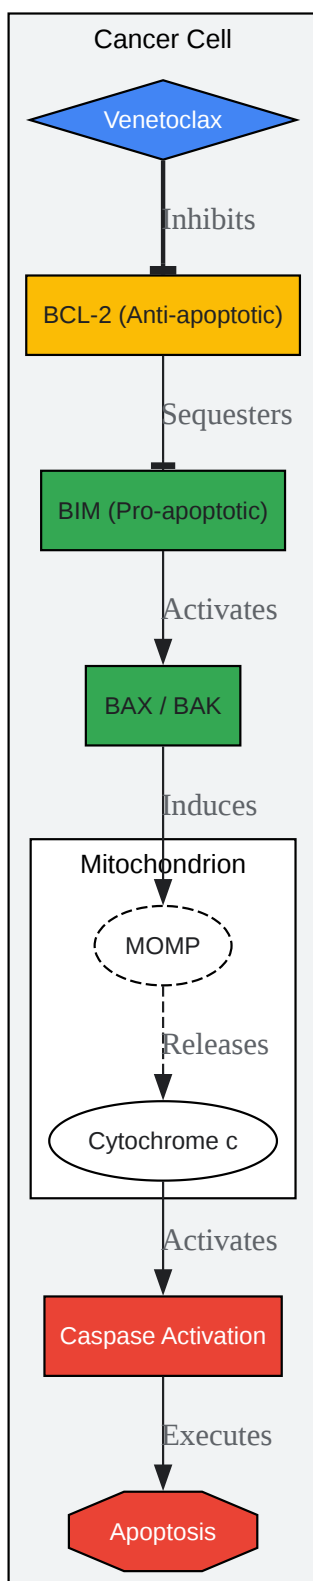 Cancer Cell
Venetoclax
Inhibits
BCL-2 (Anti-apoptotic)
Sequesters
BIM (Pro-apoptotic)
Activates
BAX / BAK
Induces
Mitochondrion
MOMP
Releases
Cytochrome c
Activates
Caspase Activation
Executes
Apoptosis